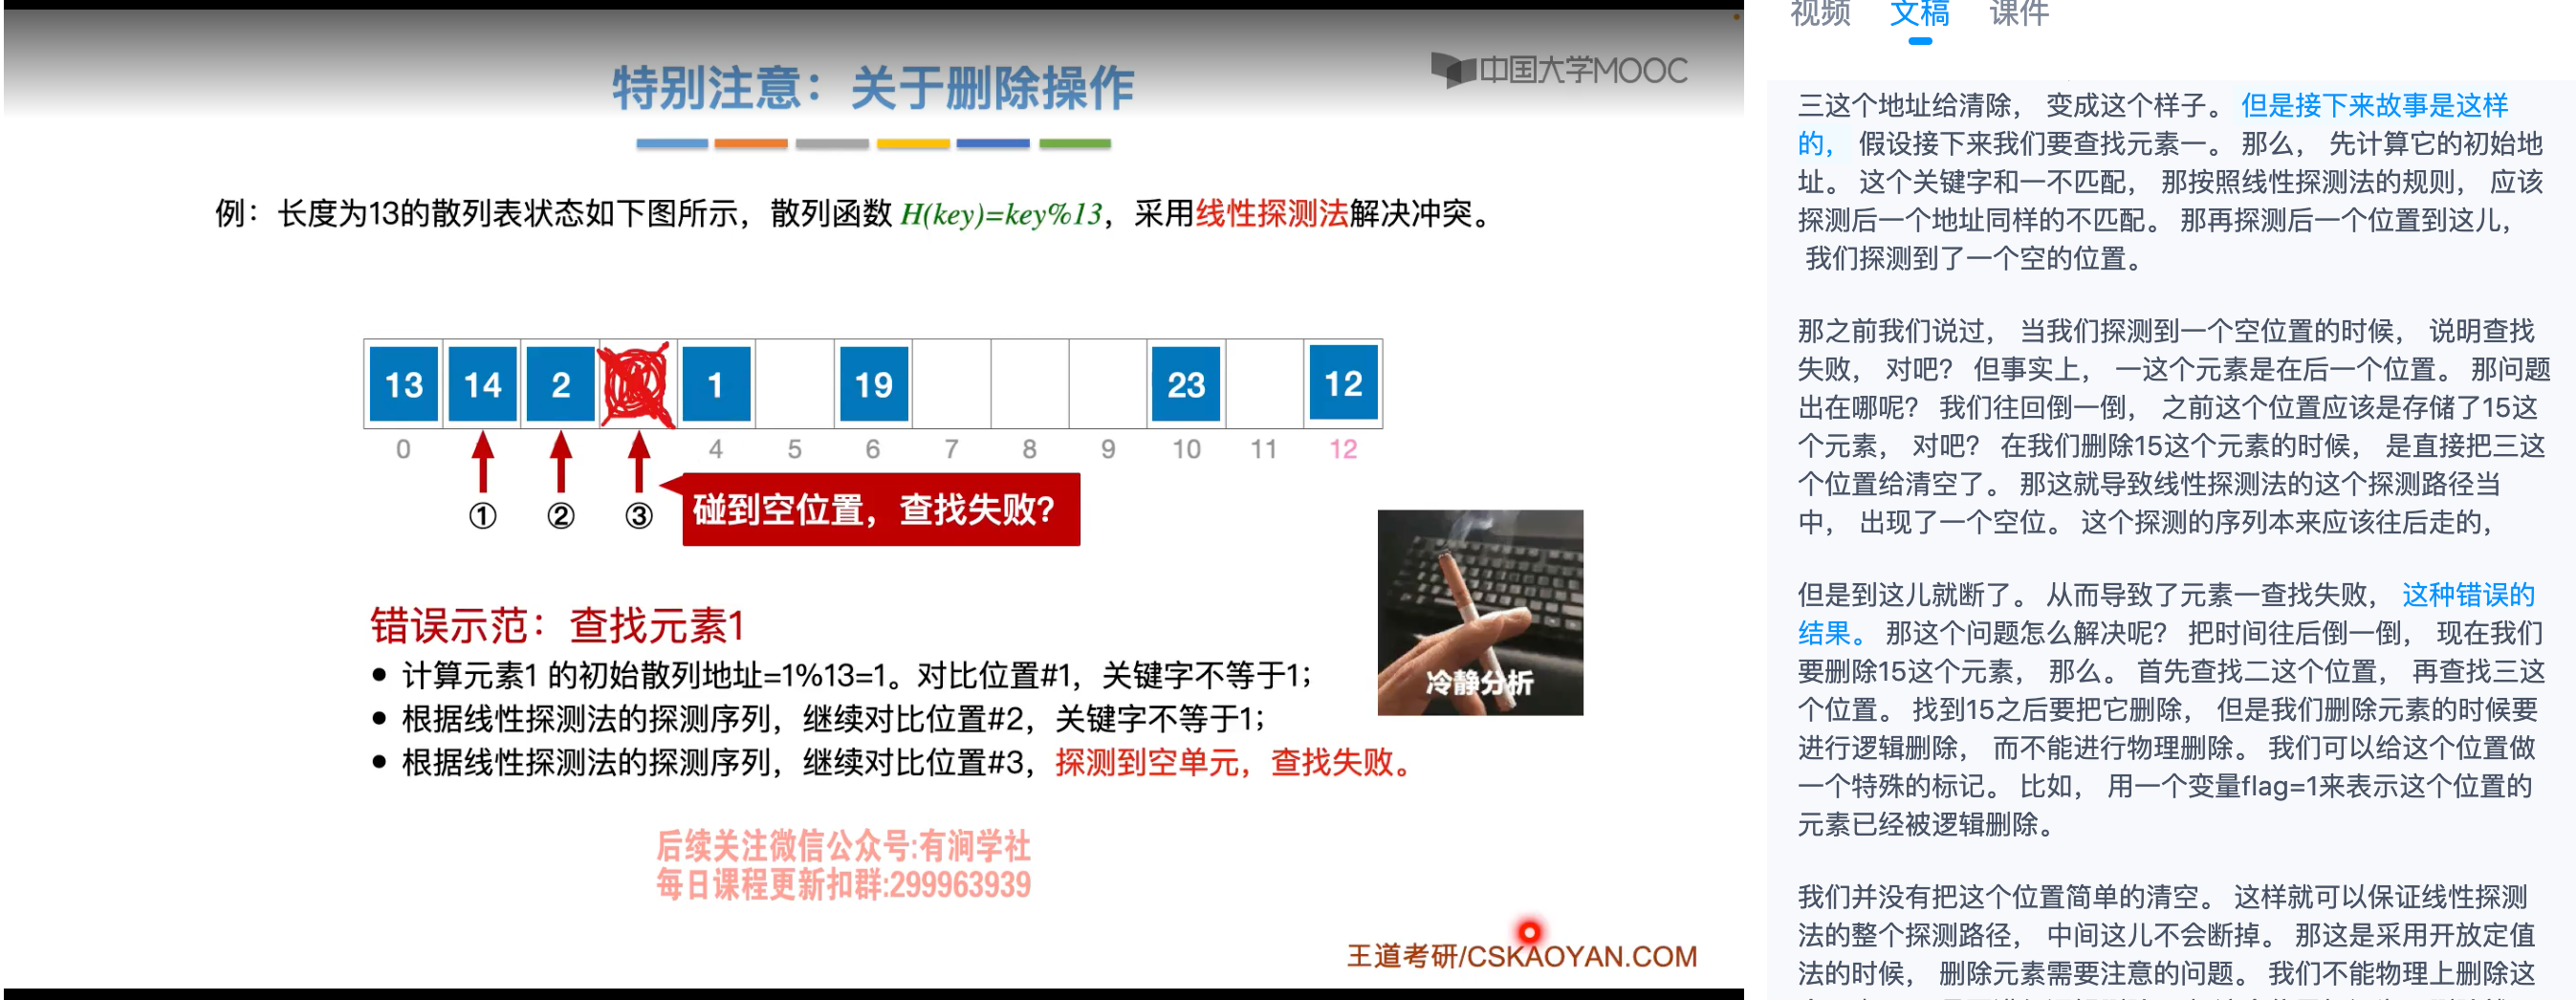 特别注意：关于删除操作
中国大学MOOC
例：长度为13的散列表状态如下图所示，散列函数 H(key)=key%13，采用线性探测法解决冲突。
13 14 2 1 19 23 12
0 4 5 6 7 8 9 10 11 12
① ② ③
碰到空位置，查找失败？
冷静分析
错误示范：查找元素1
• 计算元素1 的初始散列地址=1%13=1。对比位置#1，关键字不等于1；
• 根据线性探测法的探测序列，继续对比位置#2，关键字不等于1；
• 根据线性探测法的探测序列，继续对比位置#3，探测到空单元，查找失败。
后续关注微信公众号:有涧学社
每日课程更新扣群:299963939
王道考研/CSKAOYAN.COM
视频 文稿 课件
三这个地址给清除， 变成这个样子。 但是接下来故事是这样
的， 假设接下来我们要查找元素一。 那么， 先计算它的初始地
址。 这个关键字和一不匹配， 那按照线性探测法的规则， 应该
探测后一个地址同样的不匹配。 那再探测后一个位置到这儿，
我们探测到了一个空的位置。
那之前我们说过， 当我们探测到一个空位置的时候， 说明查找
失败， 对吧？ 但事实上， 一这个元素是在后一个位置。 那问题
出在哪呢？ 我们往回倒一倒， 之前这个位置应该是存储了15这
个元素， 对吧？ 在我们删除15这个元素的时候， 是直接把三这
个位置给清空了。 那这就导致线性探测法的这个探测路径当
中， 出现了一个空位。 这个探测的序列本来应该往后走的，
但是到这儿就断了。 从而导致了元素一查找失败， 这种错误的
结果。 那这个问题怎么解决呢？ 把时间往后倒一倒， 现在我们
要删除15这个元素， 那么。 首先查找二这个位置， 再查找三这
个位置。 找到15之后要把它删除， 但是我们删除元素的时候要
进行逻辑删除， 而不能进行物理删除。 我们可以给这个位置做
一个特殊的标记。 比如， 用一个变量flag=1来表示这个位置的
元素已经被逻辑删除。
我们并没有把这个位置简单的清空。 这样就可以保证线性探测
法的整个探测路径， 中间这儿不会断掉。 那这是采用开放定值
法的时候， 删除元素需要注意的问题。 我们不能物理上删除这